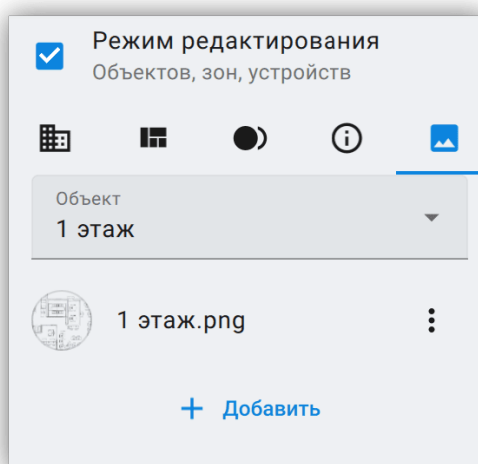 Режим редактирования
Объектов, зон, устройств
Объект
1 этаж
1 этаж.png
Добавить